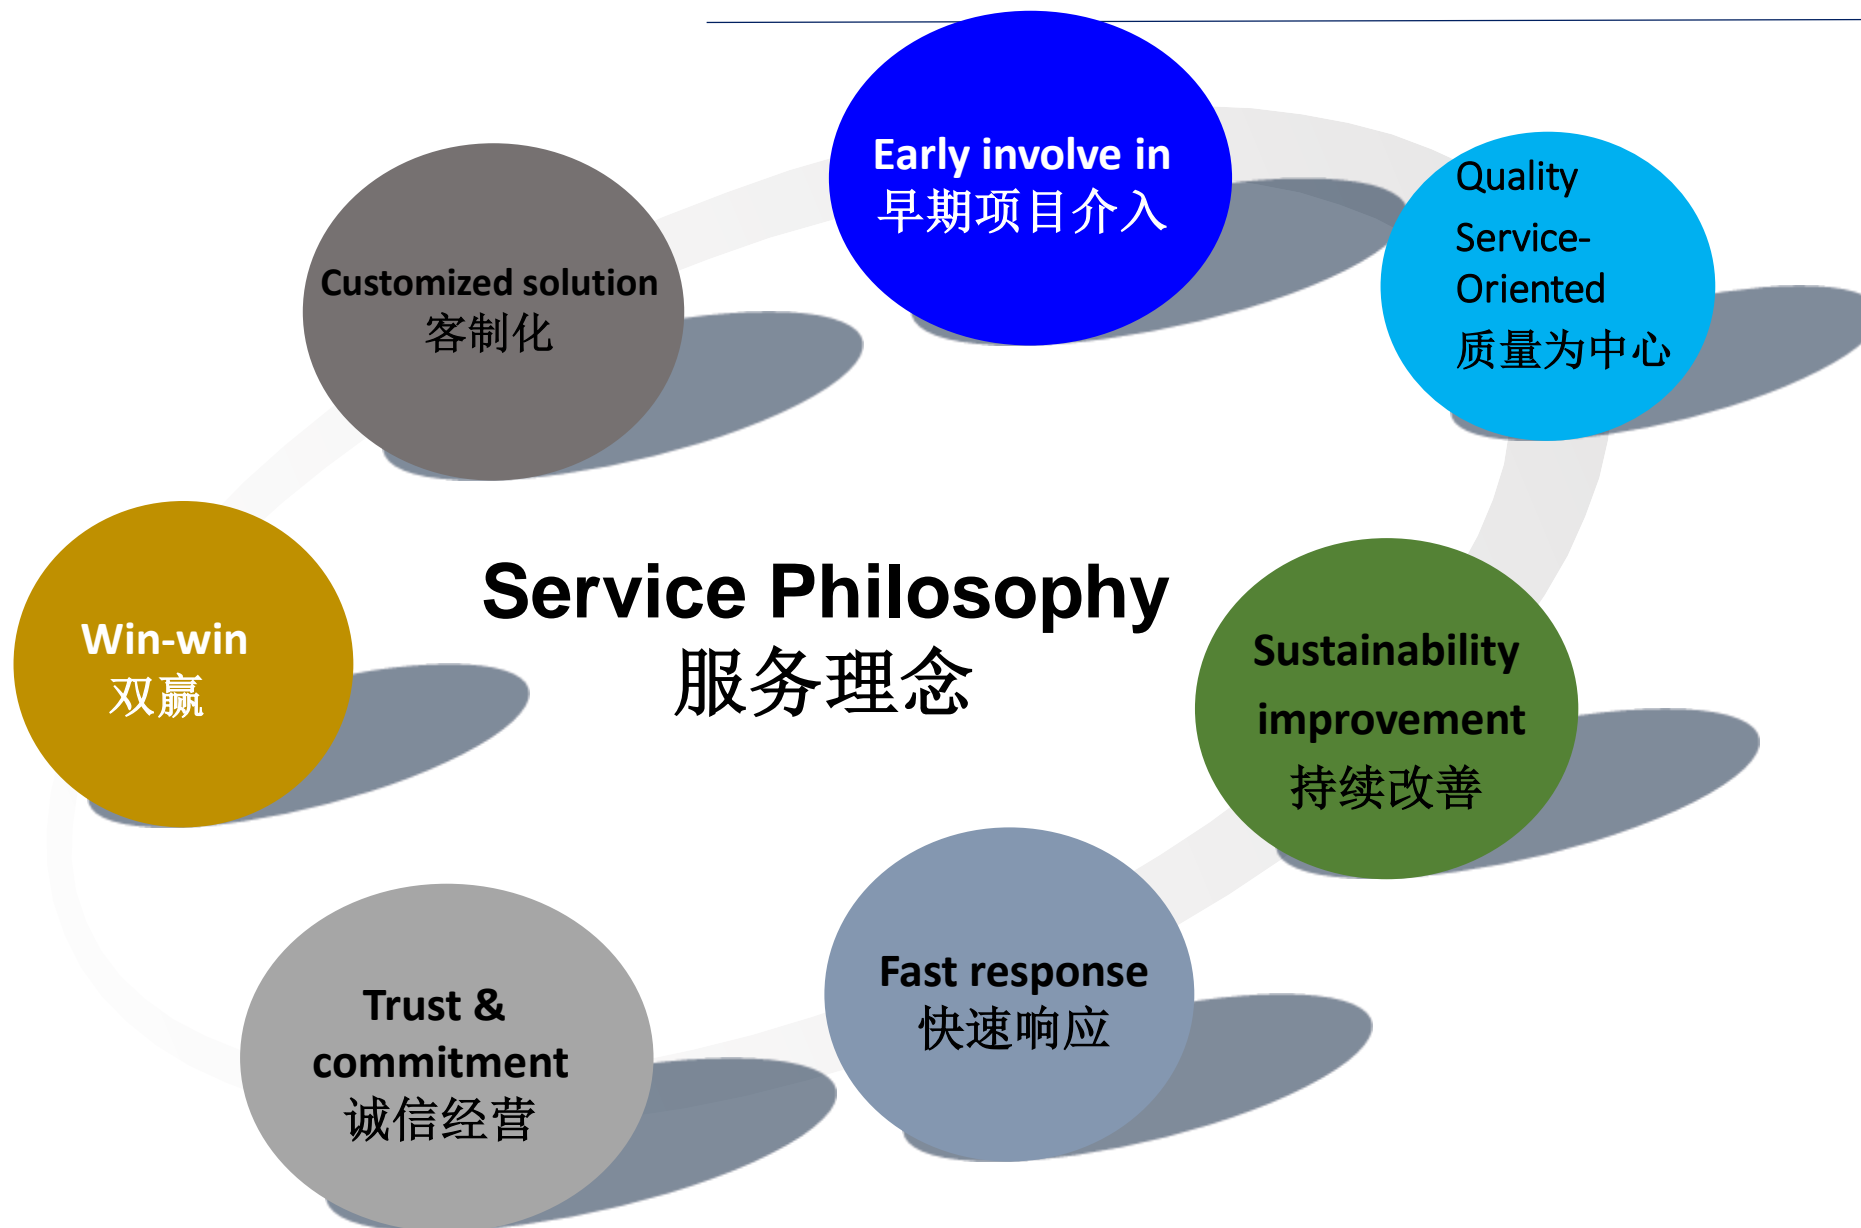 Early involve in
早期项目介入
Quality
Service-
Oriented
质量为中心
Customized solution
客制化
Service Philosophy
服务理念
Win-win
双赢
Sustainability
improvement
持续改善
Fast response
快速响应
Trust &
commitment
诚信经营